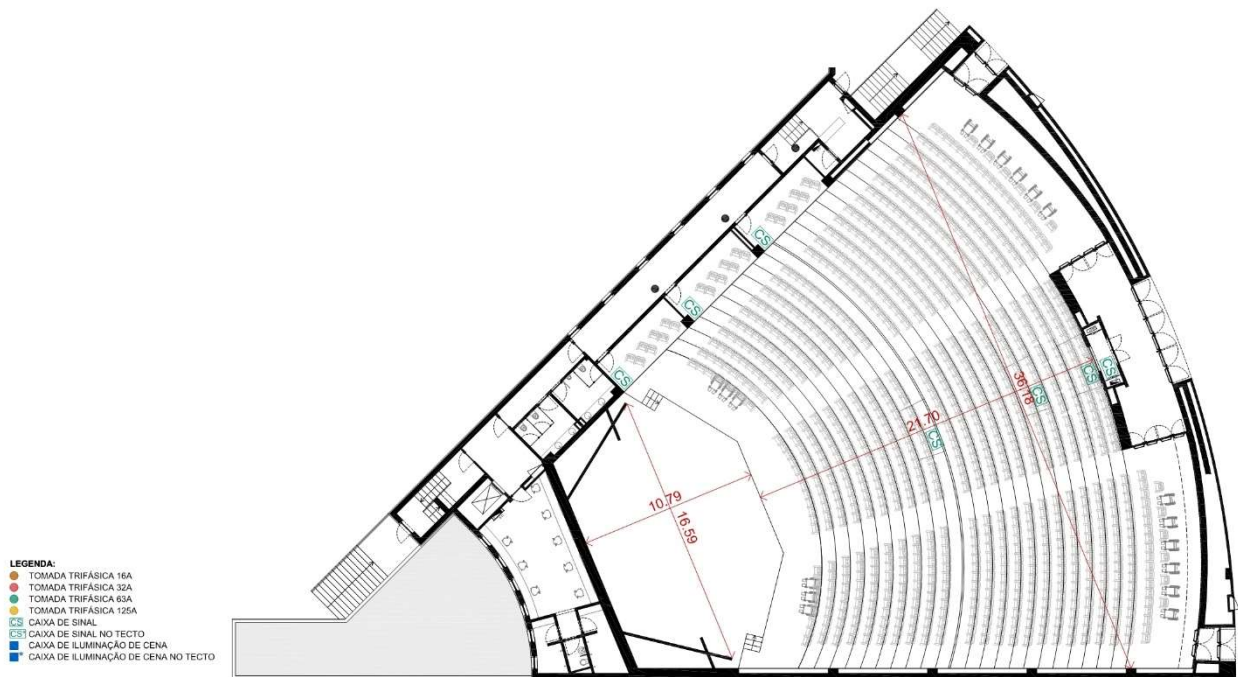 CS
CS
CS
36.78
CS
CS
CS
21.70
CS
10.79
16.59
LEGENDA:
TOMADA TRIFÁSICA 16A
TOMADA TRIFÁSICA 32A
TOMADA TRIFÁSICA 63A
TOMADA TRIFÁSICA 125A
CS CAIXA DE SINAL
CS* CAIXA DE SINAL NO TECTO
CAIXA DE ILUMINAÇÃO DE CENA
* CAIXA DE ILUMINAÇÃO DE CENA NO TECTO